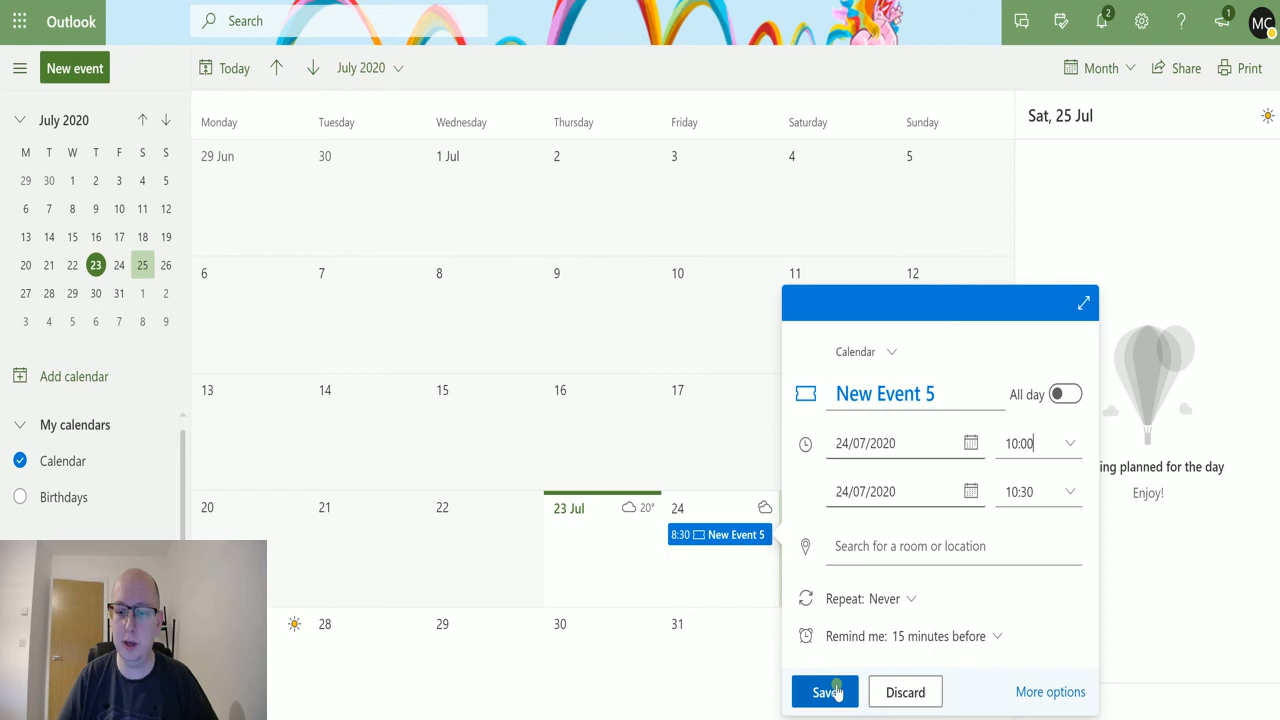 Outlook
Search
2
1
MC
New event
Today
July 2020
Month
Share
Print
July 2020
M T W T F S S
29 30 1 2 3 4 5
6 7 8 9 10 11 12
13 14 15 16 17 18 19
20 21 22 23 24 25 26
27 28 29 30 31 1 2
3 4 5 6 7 8 9
Add calendar
My calendars
Calendar
Birthdays
Monday Tuesday Wednesday Thursday Friday Saturday Sunday
29 Jun 30 1 Jul 2 3 4 5
6 7 8 9 10 11 12
13 14 15 16 17
20 21 22 23 Jul 20° 24
8:30 New Event 5
28 29 30 31
Sat, 25 Jul
ing planned for the day
Enjoy!
Calendar
New Event 5
All day
24/07/2020 10:00
24/07/2020 10:30
Search for a room or location
Repeat: Never
Remind me: 15 minutes before
Save
Discard
More options